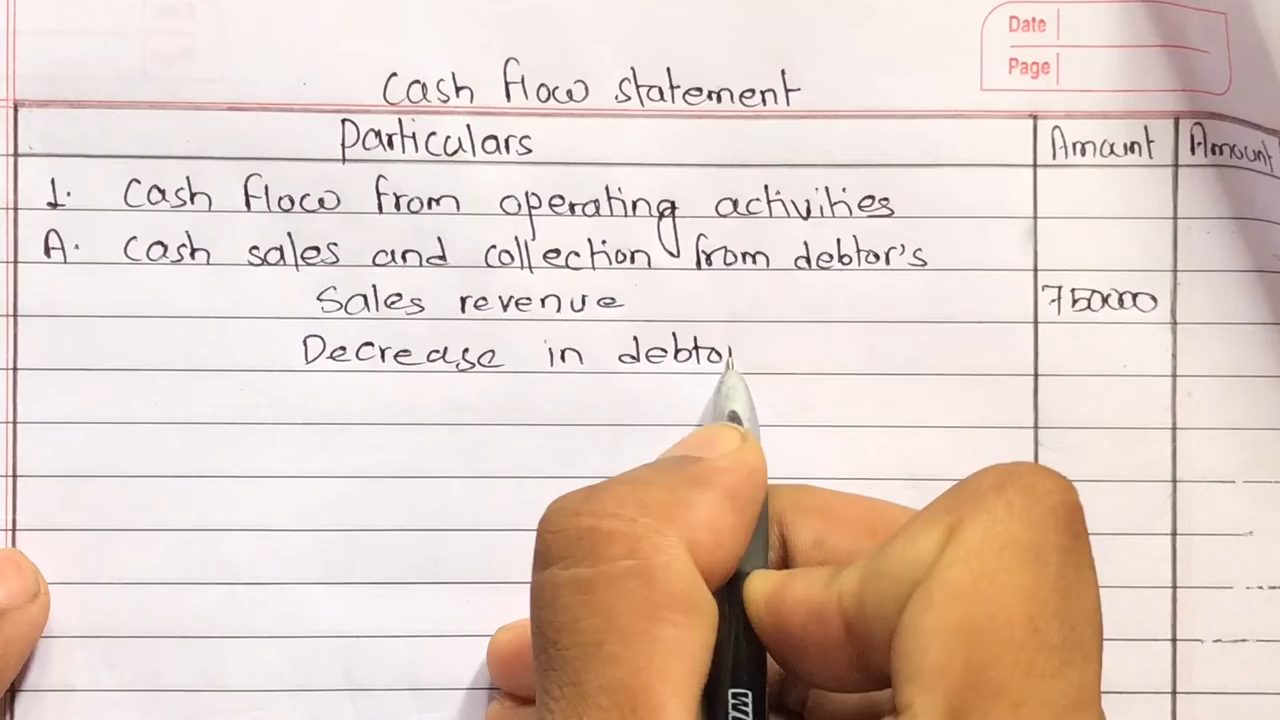 Date
Page
Cash flow statement
Particulars Amount Amount
1. Cash flow from operating activities
A. Cash sales and collection from debtor's
Sales revenue 750000
Decrease in debtor